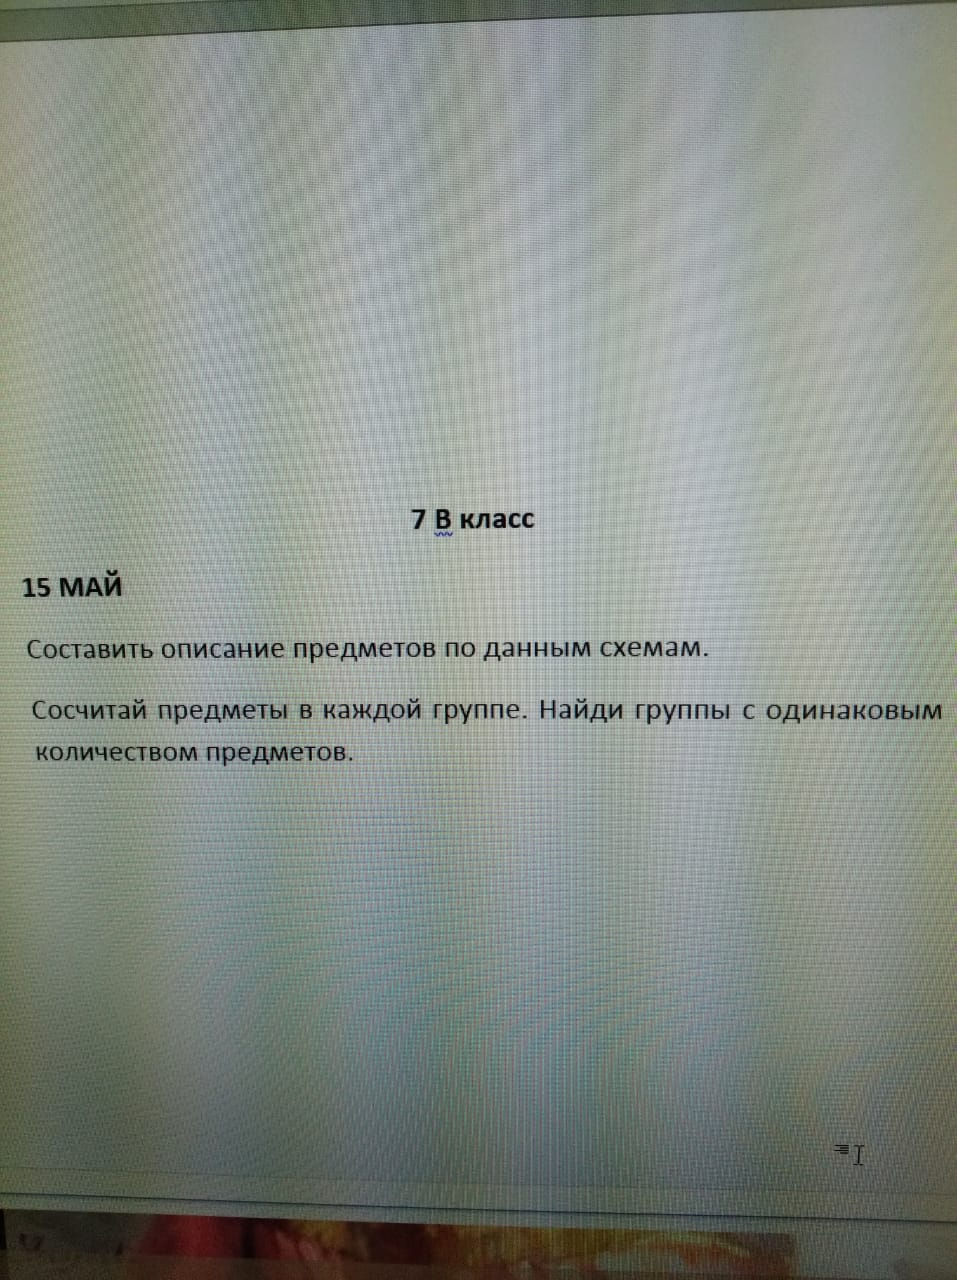 7 В класс
15 МАЙ
Составить описание предметов по данным схемам.
Сосчитай предметы в каждой группе. Найди группы с одинаковым
количеством предметов.